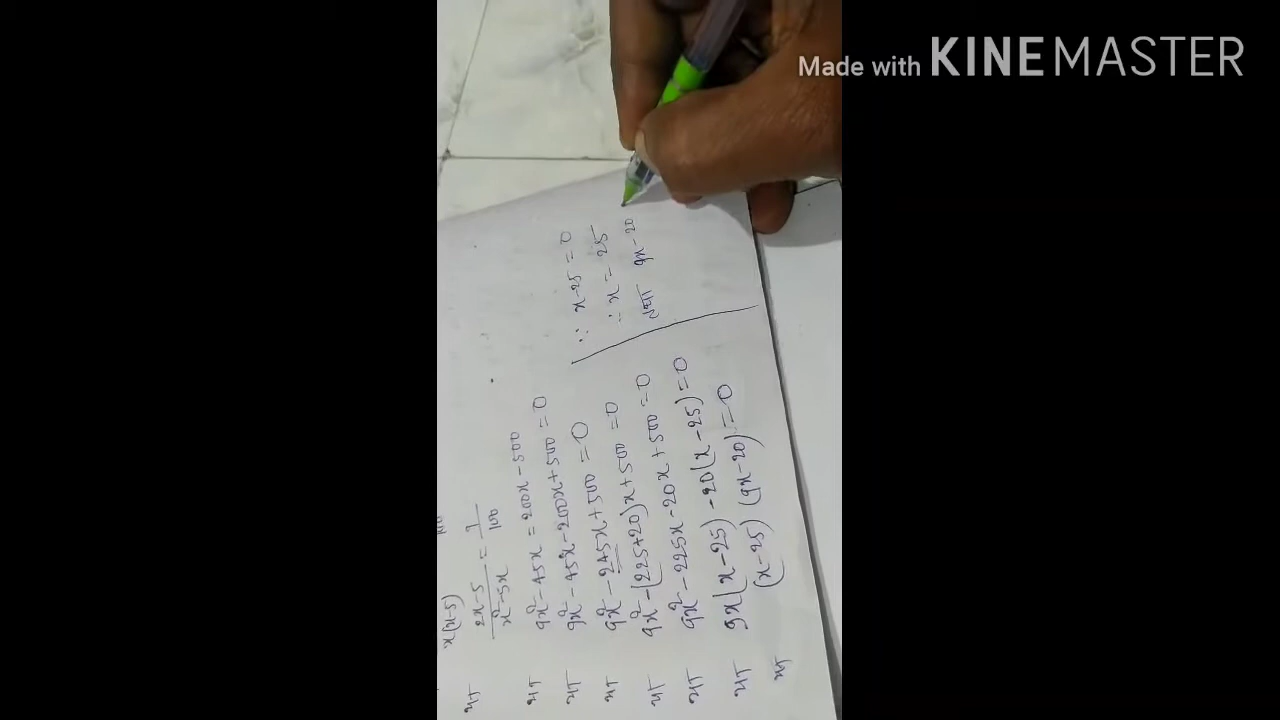 Made with KINEMASTER
x(x-5)
या 2x-5/x²-5x = 9/100
या 9x²-45x = 200x-500
या 9x²-45x-200x+500=0
या 9x²-245x+500=0
या 9x²-(225+20)x+500=0
या 9x²-225x-20x+500=0
या 9x(x-25)-20(x-25)=0
या (x-25)(9x-20)=0
∵ x-25=0
∴ x = 25
9x-20